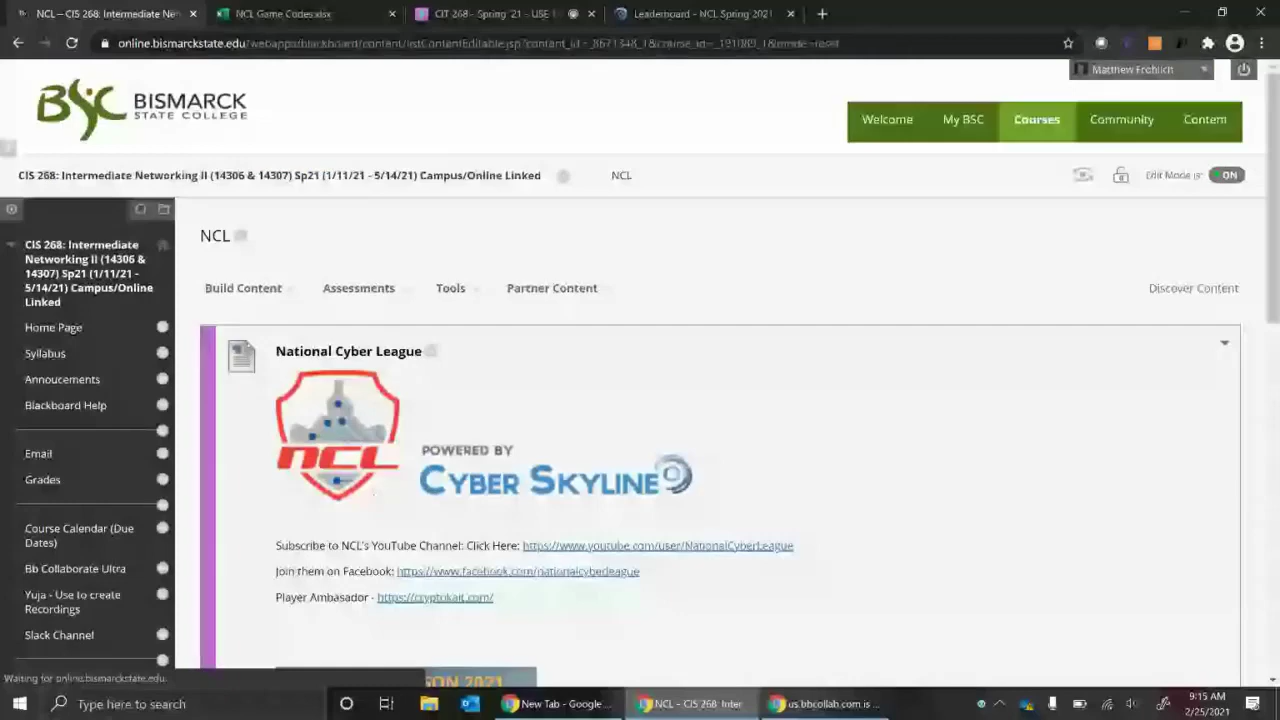 NCL - CIS 268: Intermediate Ne
NCL Game Codes.xlsx
CIT 268 - Spring '21 - USE
Leaderboard - NCL Spring 2021
Matthew Frohlich
BSC BISMARCK
STATE COLLEGE
Welcome My BSC Courses Community Content
CIS 268: Intermediate Networking II (14306 & 14307) Sp21 (1/11/21 - 5/14/21) Campus/Online Linked
NCL
Edit Mode is: ON
CIS 268: Intermediate
Networking II (14306 &
14307) Sp21 (1/11/21 -
5/14/21) Campus/Online
Linked
Home Page
Syllabus
Annoucements
Blackboard Help
Email
Grades
Course Calendar (Due
Dates)
Bb Collaborate Ultra
Yuja - Use to create
Recordings
Slack Channel
NCL
Build Content Assessments Tools Partner Content Discover Content
National Cyber League
NCL
POWERED BY
CYBER SKYLINE
Subscribe to NCL's YouTube Channel: Click Here: https://www.youtube.com/user/NationalCyberLeague
Join them on Facebook: https://www.facebook.com/nationalcyberleague
Player Ambasador - https://cryptokait.com/
SON 2021
Waiting for online.bismarckstate.edu
Type here to search
New Tab - Google ...
NCL - CIS 268: Inter
us.bbcollab.com is ...
9:15 AM
2/25/2021